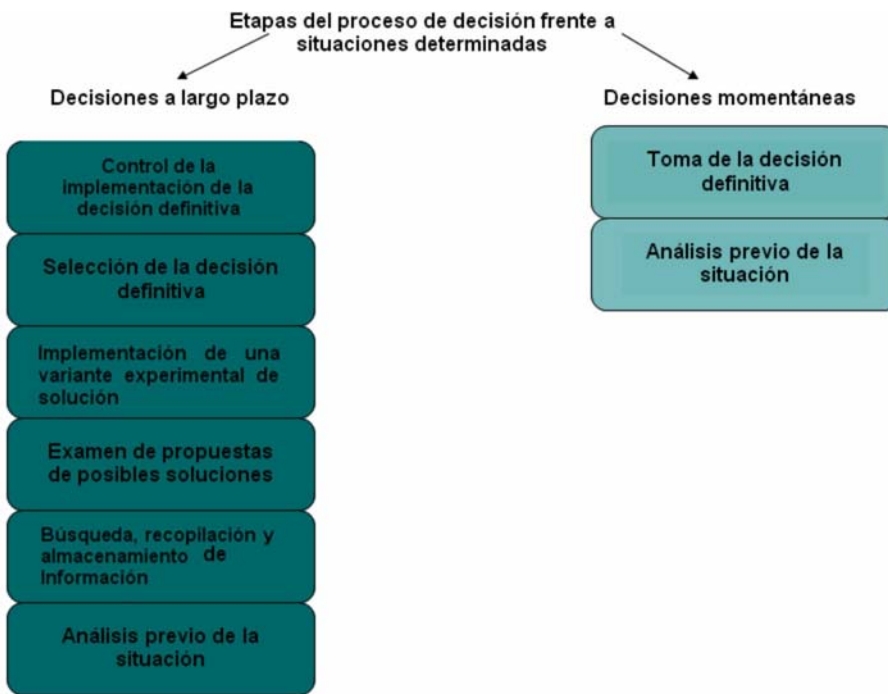 Etapas del proceso de decisión frente a
situaciones determinadas
Decisiones a largo plazo
Control de la
implementación de la
decisión definitiva
Selección de la decisión
definitiva
Implementación de una
variante experimental de
solución
Examen de propuestas
de posibles soluciones
Búsqueda, recopilación y
almacenamiento de
Información
Análisis previo de la
situación
Decisiones momentáneas
Toma de la decisión
definitiva
Análisis previo de la
situación